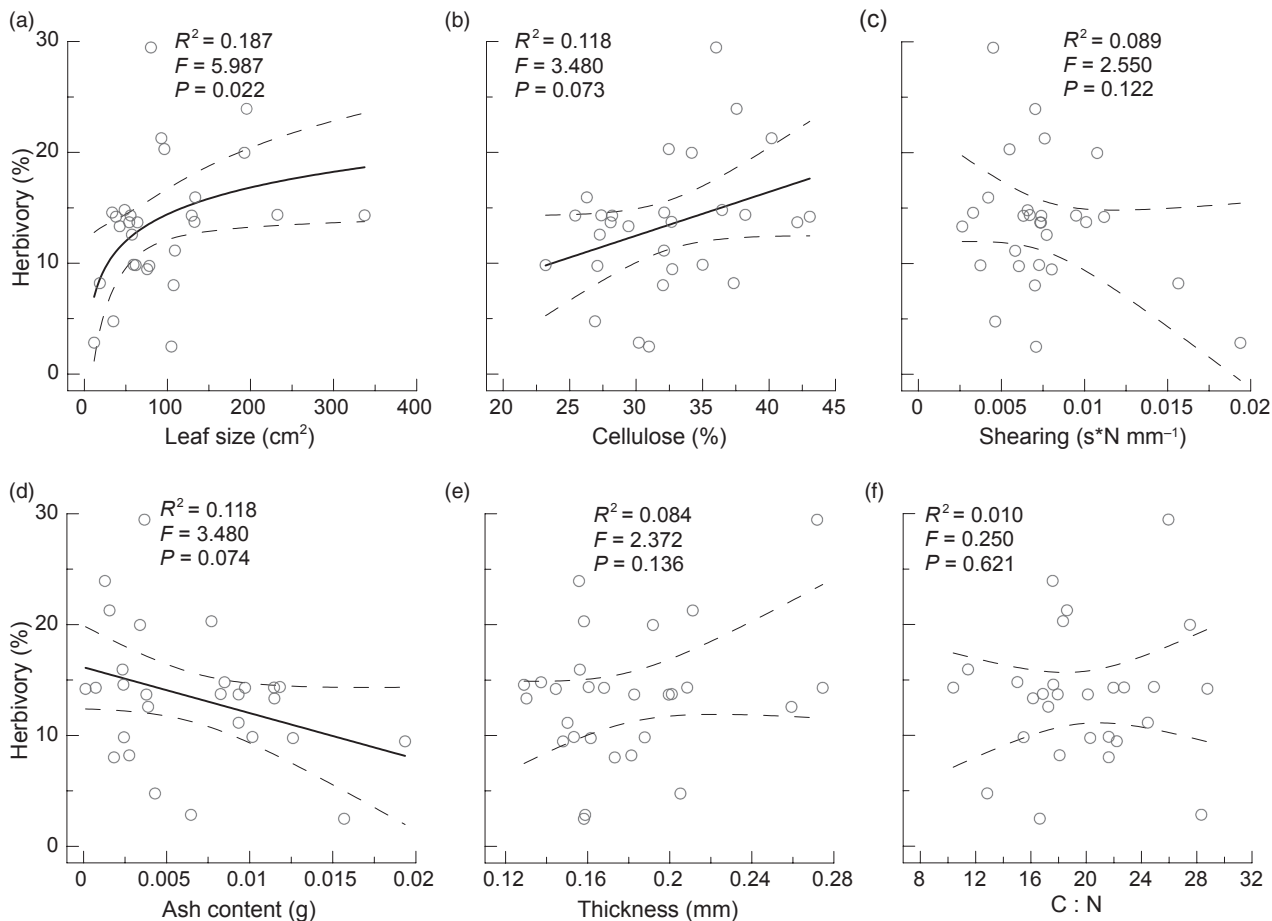 (a)
R² = 0.187
F = 5.987
P = 0.022
30
20
10
0
Herbivory (%)
0 100 200 300 400
Leaf size (cm²)
(b)
R² = 0.118
F = 3.480
P = 0.073
20 25 30 35 40 45
Cellulose (%)
(c)
R² = 0.089
F = 2.550
P = 0.122
0 0.005 0.01 0.015 0.02
Shearing (s*N mm⁻¹)
(d)
R² = 0.118
F = 3.480
P = 0.074
30
20
10
0
Herbivory (%)
0 0.005 0.01 0.015 0.02
Ash content (g)
(e)
R² = 0.084
F = 2.372
P = 0.136
0.12 0.16 0.2 0.24 0.28
Thickness (mm)
(f)
R² = 0.010
F = 0.250
P = 0.621
8 12 16 20 24 28 32
C : N